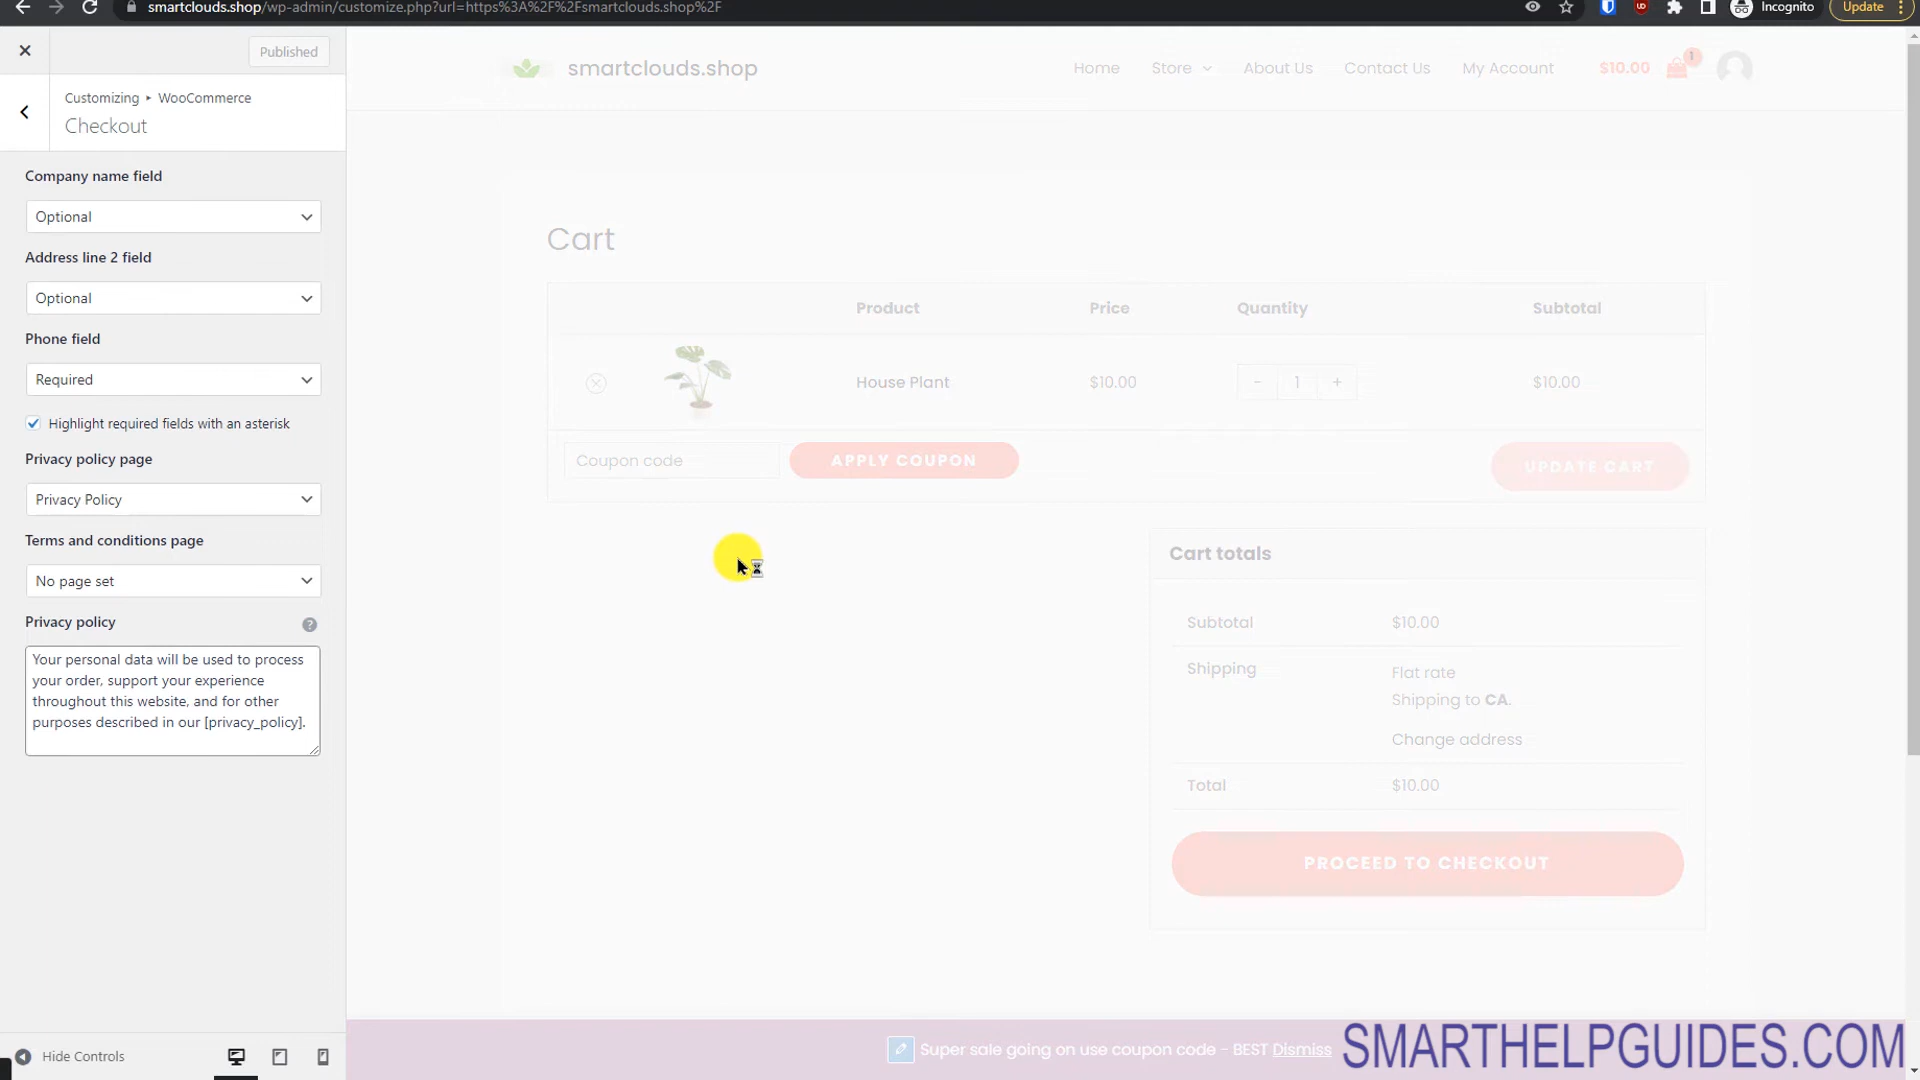 smartclouds.shop/wp-admin/customize.php?url=https%3A%2F%2Fsmartclouds.shop%2F
Incognito
Update
Published
Customizing ▸ WooCommerce
Checkout
Company name field
Optional
Address line 2 field
Optional
Phone field
Required
Highlight required fields with an asterisk
Privacy policy page
Privacy Policy
Terms and conditions page
No page set
Privacy policy
?
Your personal data will be used to process
your order, support your experience
throughout this website, and for other
purposes described in our [privacy_policy].
Hide Controls
smartclouds.shop
Home Store About Us Contact Us My Account $10.00 1
Cart
Product Price Quantity Subtotal
House Plant $10.00 - 1 + $10.00
Coupon code APPLY COUPON UPDATE CART
Cart totals
Subtotal $10.00
Shipping Flat rate
Shipping to CA.
Change address
Total $10.00
PROCEED TO CHECKOUT
Super sale going on use coupon code - BEST Dismiss
SMARTHELPGUIDES.COM